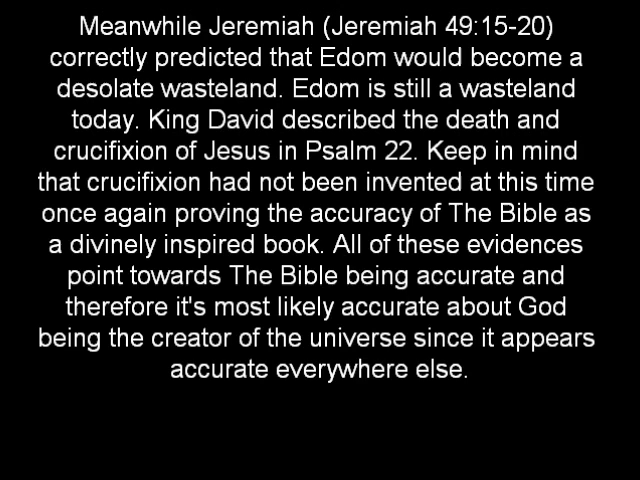 Meanwhile Jeremiah (Jeremiah 49:15-20)
correctly predicted that Edom would become a
desolate wasteland. Edom is still a wasteland
today. King David described the death and
crucifixion of Jesus in Psalm 22. Keep in mind
that crucifixion had not been invented at this time
once again proving the accuracy of The Bible as
a divinely inspired book. All of these evidences
point towards The Bible being accurate and
therefore it's most likely accurate about God
being the creator of the universe since it appears
accurate everywhere else.